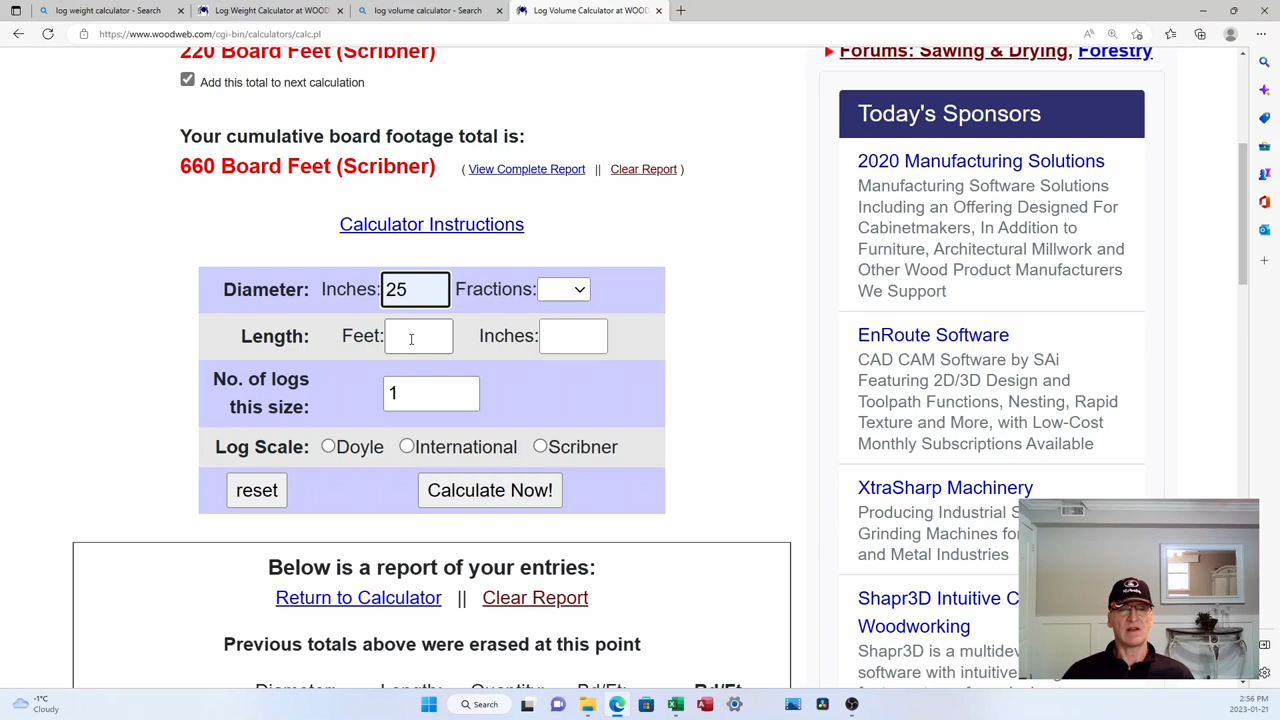 log weight calculator - Search
Log Weight Calculator at WOOD
log volume calculator - Search
Log Volume Calculator at WOOD
https://www.woodweb.com/cgi-bin/calculators/calc.pl
220 Board Feet (Scribner)
Add this total to next calculation
Your cumulative board footage total is:
660 Board Feet (Scribner) ( View Complete Report || Clear Report )
Calculator Instructions
Diameter: Inches: 25 Fractions:
Length: Feet: Inches:
No. of logs
this size: 1
Log Scale: Doyle International Scribner
reset Calculate Now!
Below is a report of your entries:
Return to Calculator || Clear Report
Previous totals above were erased at this point
Forums: Sawing & Drying, Forestry
Today's Sponsors
2020 Manufacturing Solutions
Manufacturing Software Solutions
Including an Offering Designed For
Cabinetmakers, In Addition to
Furniture, Architectural Millwork and
Other Wood Product Manufacturers
We Support
EnRoute Software
CAD CAM Software by SAi
Featuring 2D/3D Design and
Toolpath Functions, Nesting, Rapid
Texture and More, with Low-Cost
Monthly Subscriptions Available
XtraSharp Machinery
Producing Industrial S
Grinding Machines fo
and Metal Industries
Shapr3D Intuitive C
Woodworking
Shapr3D is a multidev
software with intuitive
-1°C
Cloudy
Search
2:56 PM
2023-01-21